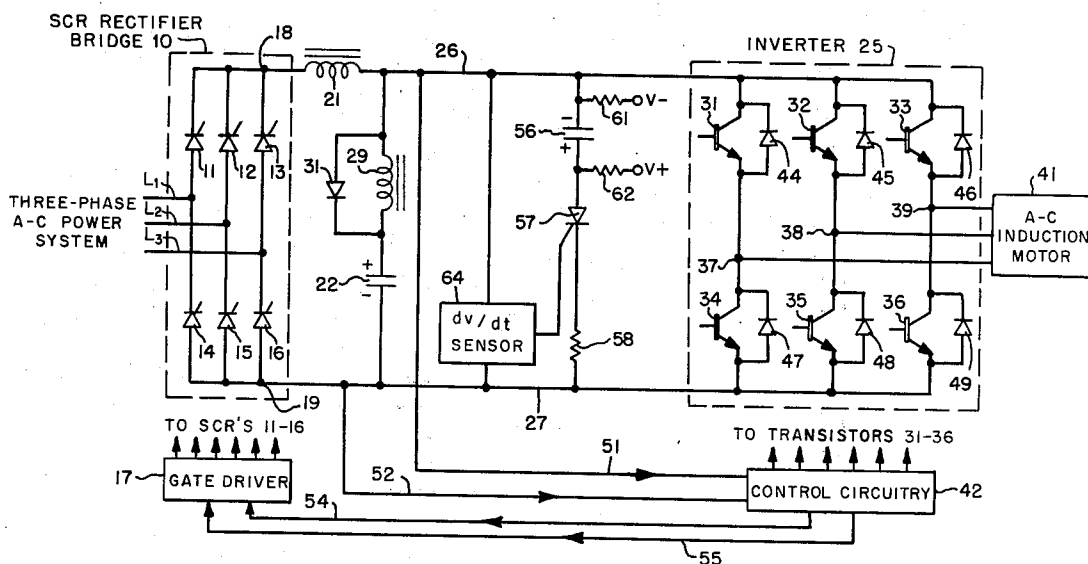 SCR RECTIFIER
BRIDGE 10
18
21
26
INVERTER 25
11
12
13
L1
L2
L3
THREE-PHASE
A-C POWER
SYSTEM
14
15
16
19
31
29
+
22
-
64
dv/dt
SENSOR
-
56
+
61
V-
62
V+
57
58
27
31
32
33
44
45
46
39
38
37
34
35
36
47
48
49
41
A-C
INDUCTION
MOTOR
TO SCR'S 11-16
17
GATE DRIVER
52
51
54
55
TO TRANSISTORS 31-36
CONTROL CIRCUITRY
42